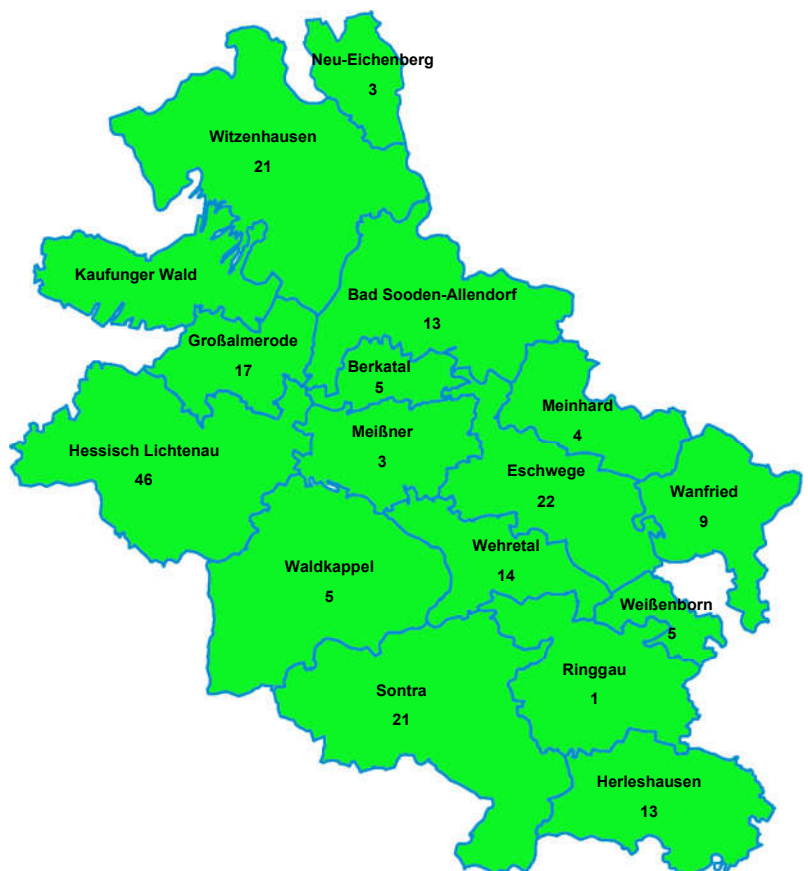 Neu-Eichenberg
3
Witzenhausen
21
Kaufunger Wald
Bad Sooden-Allendorf
13
Großalmerode
17
Berkatal
5
Meinhard
4
Meißner
3
Hessisch Lichtenau
46
Eschwege
22
Wanfried
9
Wehretal
14
Waldkappel
5
Weißenborn
5
Ringgau
1
Sontra
21
Herleshausen
13